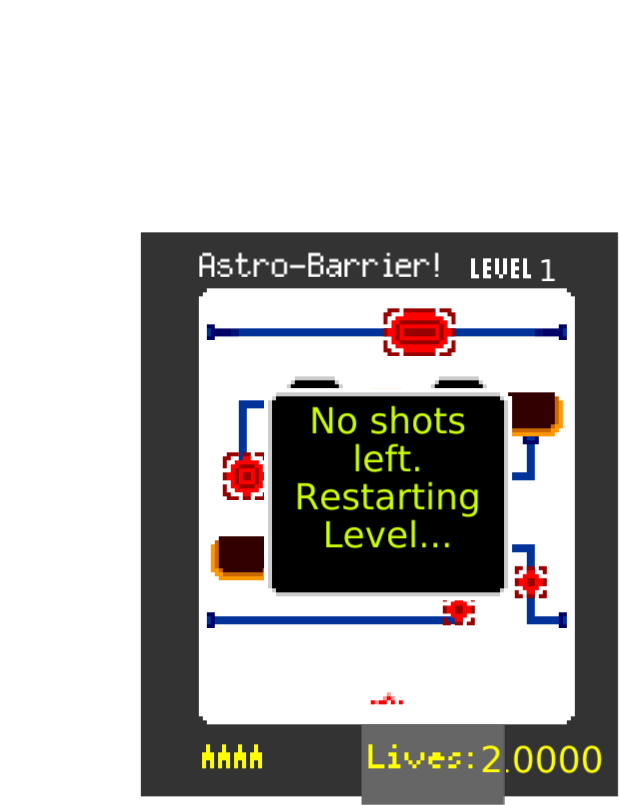 Astro-Barrier! LEVEL 1
No shots
left.
Restarting
Level...
Lives:2.0000